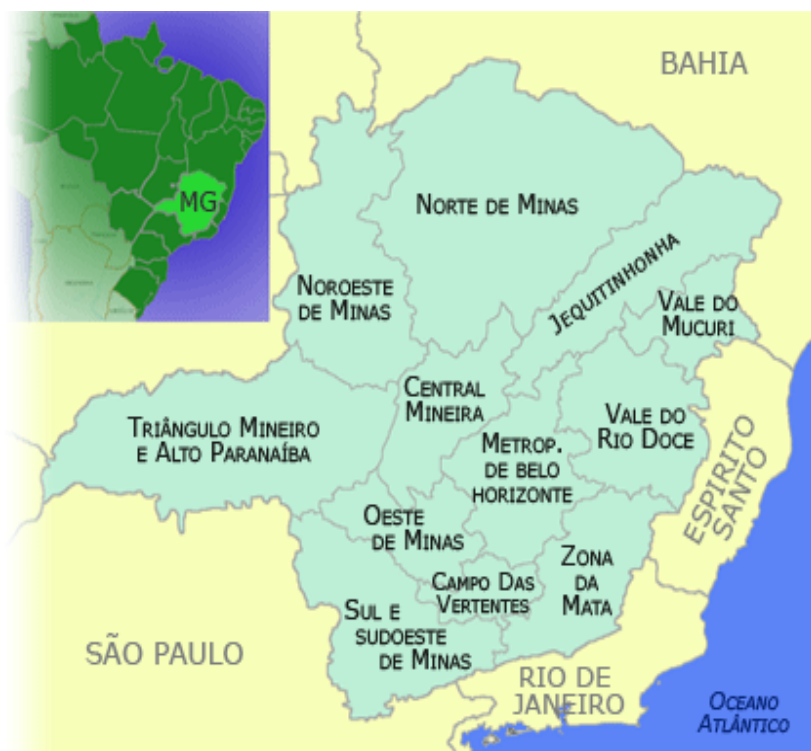 BAHIA
MG
NORTE DE MINAS
JEQUITINHONHA
NOROESTE
DE MINAS
VALE DO
MUCURI
CENTRAL
MINEIRA
TRIÂNGULO MINEIRO
E ALTO PARANAÍBA
VALE DO
RIO DOCE
METROP.
DE BELO
HORIZONTE
ESPIRITO
SANTO
OESTE
DE MINAS
ZONA
DA
MATA
CAMPO DAS
VERTENTES
SUL E
SUDOESTE
DE MINAS
SÃO PAULO
RIO DE
JANEIRO
OCEANO
ATLÂNTICO